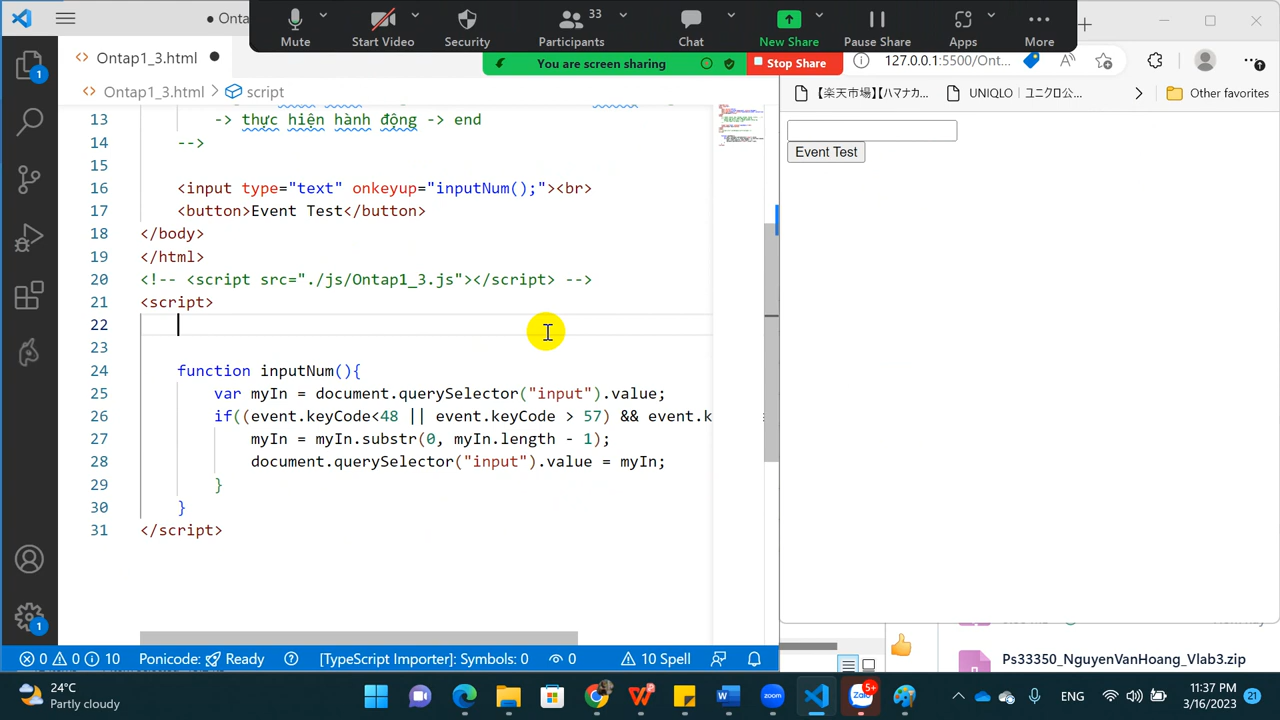 Onta
Mute
Start Video
Security
33
Participants
Chat
New Share
Pause Share
Apps
More
You are screen sharing
Stop Share
Ontap1_3.html
127.0.0.1:5500/Ont...
Ontap1_3.html > script
【楽天市場】【ハマナカ...
UNIQLO | ユニクロ公...
Other favorites
13 -> thực hiện hành động -> end
14 -->
15
16 <input type="text" onkeyup="inputNum();"><br>
17 <button>Event Test</button>
18 </body>
19 </html>
20 <!-- <script src="./js/Ontap1_3.js"></script> -->
21 <script>
22
23
24 function inputNum(){
25 var myIn = document.querySelector("input").value;
26 if((event.keyCode<48 || event.keyCode > 57) && event.k
27 myIn = myIn.substr(0, myIn.length - 1);
28 document.querySelector("input").value = myIn;
29 }
30 }
31 </script>
Event Test
1
1
0 0 10 Ponicode: Ready [TypeScript Importer]: Symbols: 0 0 10 Spell
Ps33350_NguyenVanHoang_Vlab3.zip
24°C
Partly cloudy
zoom
Zalo
5+
ENG
11:37 PM
3/16/2023
21